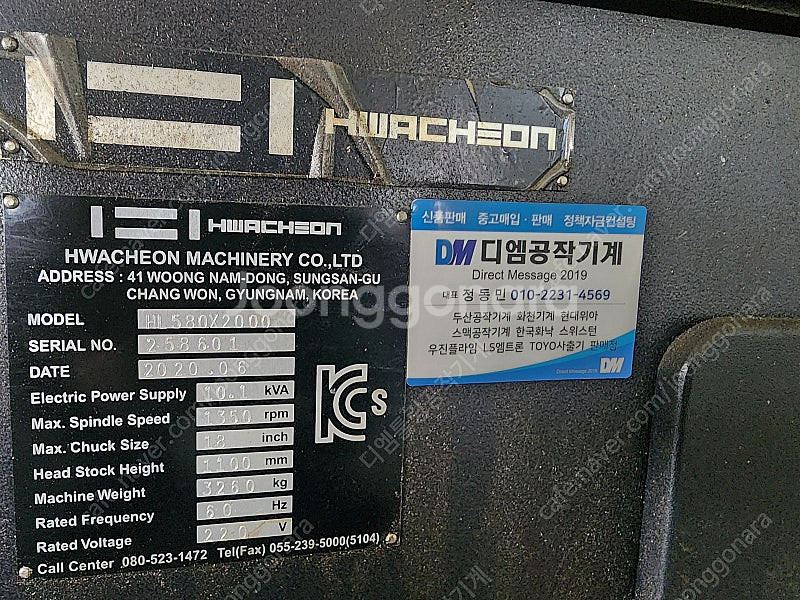 HWACHEON
HWACHEON
HWACHEON MACHINERY CO.,LTD
ADDRESS : 41 WOONG NAM-DONG, SUNGSAN-GU
CHANG WON, GYUNGNAM, KOREA
MODEL HL580X2000
SERIAL NO. 258601
DATE 2020.06
Electric Power Supply 10.1 kVA
Max. Spindle Speed 1350 rpm
Max. Chuck Size 18 inch
Head Stock Height 1100 mm
Machine Weight 3260 kg
Rated Frequency 60 Hz
Rated Voltage 220 V
Call Center 080-523-1472 Tel(Fax) 055-239-5000(5104)
신품판매 중고매입 · 판매 정책자금컨설팅
DM 디엠공작기계
Direct Message 2019
대표 정동민 010-2231-4569
두산공작기계 화천기계 현대위아
스맥공작기계 한국화낙 스위스턴
우진플라임 LS엠트론 TOYO사출기 판매점
Direct Message 2019 DM
cafe.naver.com/joonggonara